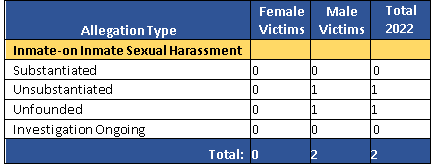 Allegation Type Female Victims Male Victims Total 2022
Inmate-on Inmate Sexual Harassment
Substantiated 0 0 0
Unsubstantiated 0 1 1
Unfounded 0 1 1
Investigation Ongoing 0 0 0
Total: 0 2 2